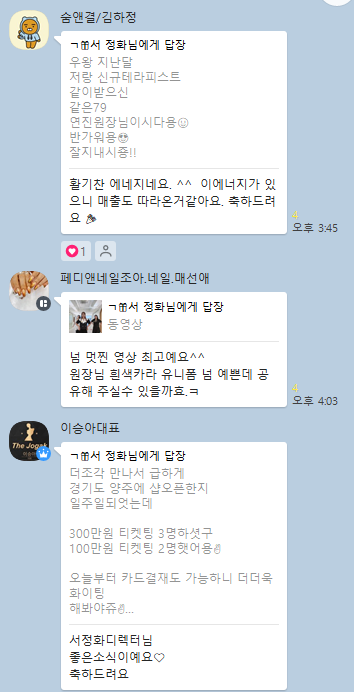 숨앤결/김하정
ㄱ쎠서 정화님에게 답장
우왕 지난달
저랑 신규테라피스트
같이받으신
같은79
연진원장님이시다용😊
반가워용😍
잘지내시죵!!
활기찬 에네지네요. ^^ 이에너지가 있
으니 매출도 따라온거같아요. 축하드려
요 🎉
4
오후 3:45
1
페디앤네일조아.네일.매선애
서 정화님에게 답장
동영상
넘 멋찐 영상 최고예요^^
원장님 흰색카라 유니폼 넘 예쁜데 공
유해 주실수 있을까효.ㅋ
4
오후 4:03
The Jogak
이승아대표
서 정화님에게 답장
더조각 만나서 급하게
경기도 양주에 샵오픈한지
일주일되엇는데
300만원 티켓팅 3명하셧구
100만원 티켓팅 2명햇어용✌
오늘부터 카드결재도 가능하니 더더욱
화이팅
해봐야쥬✌...
서정화디렉터님
좋은소식이예요♡
축하드려요